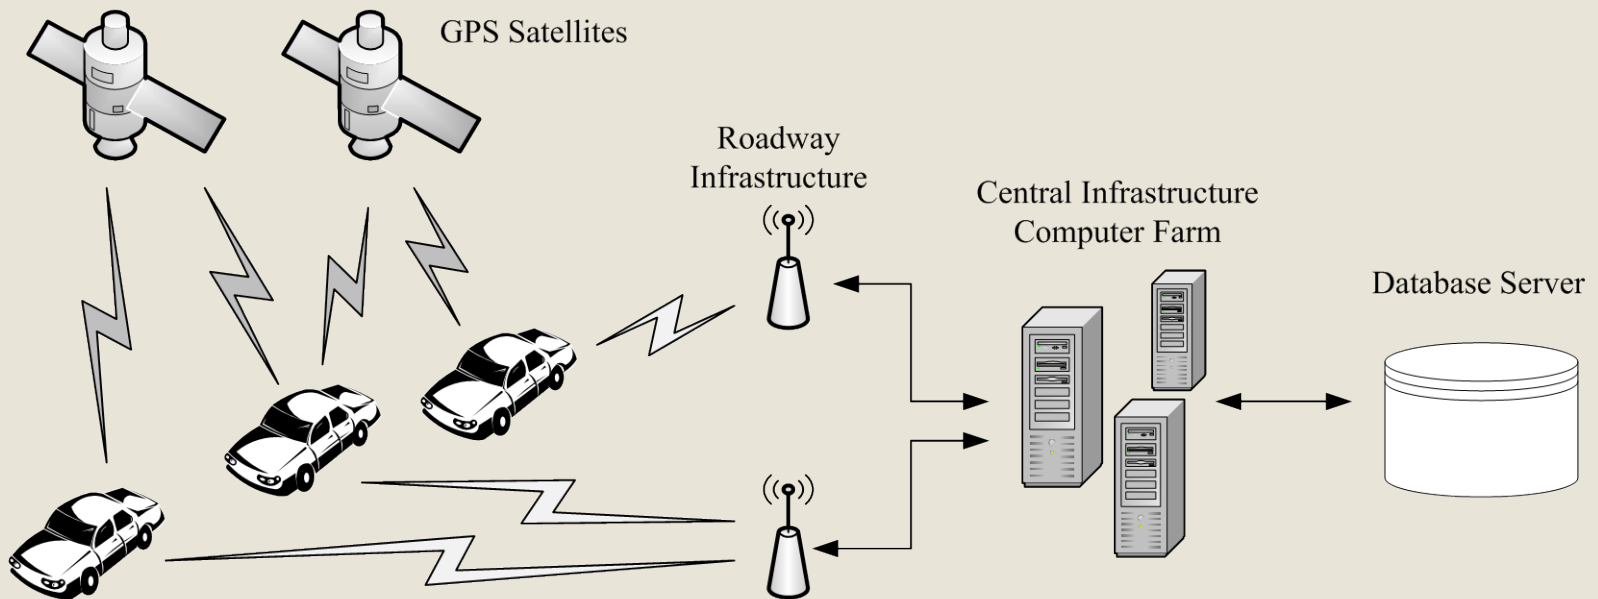 GPS Satellites
Roadway
Infrastructure
Central Infrastructure
Computer Farm
Database Server